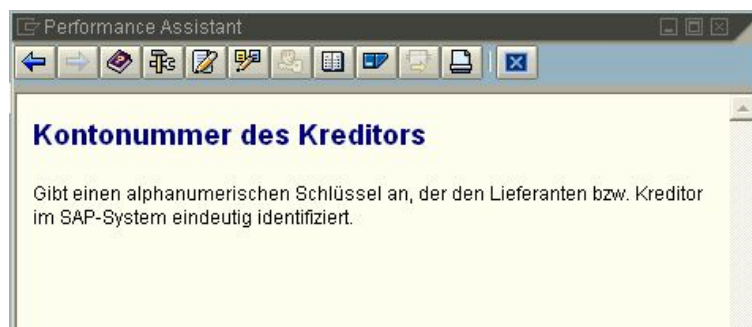 Performance Assistant
Kontonummer des Kreditors
Gibt einen alphanumerischen Schlüssel an, der den Lieferanten bzw. Kreditor
im SAP-System eindeutig identifiziert.